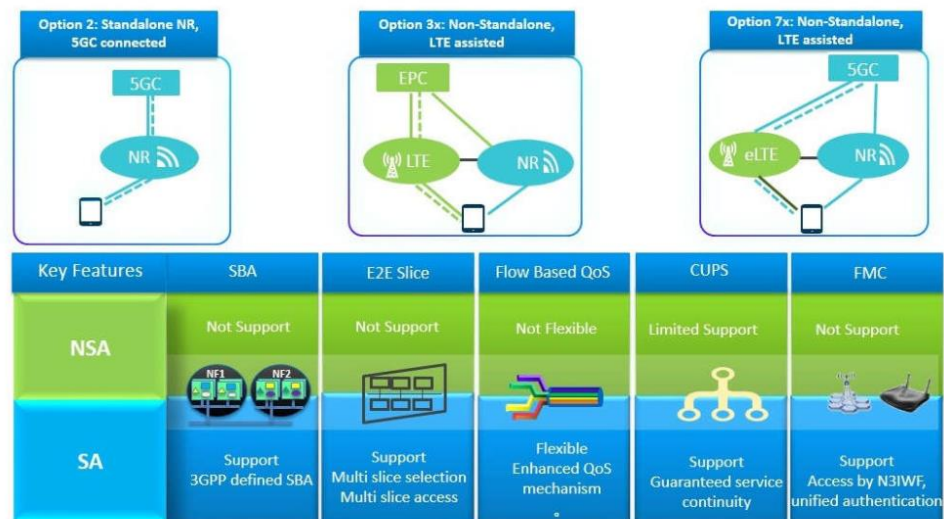 Option 2: Standalone NR,
5GC connected
Option 3x: Non-Standalone,
LTE assisted
Option 7x: Non-Standalone,
LTE assisted
5GC
NR
EPC
LTE
NR
5GC
eLTE
NR
Key Features
SBA
E2E Slice
Flow Based QoS
CUPS
FMC
NSA
Not Support
Not Support
Not Flexible
Limited Support
Not Support
NF1
NF2
SA
Support
3GPP defined SBA
Support
Multi slice selection
Multi slice access
Flexible
Enhanced QoS
mechanism
Support
Guaranteed service
continuity
Support
Access by N3IWF,
unified authentication